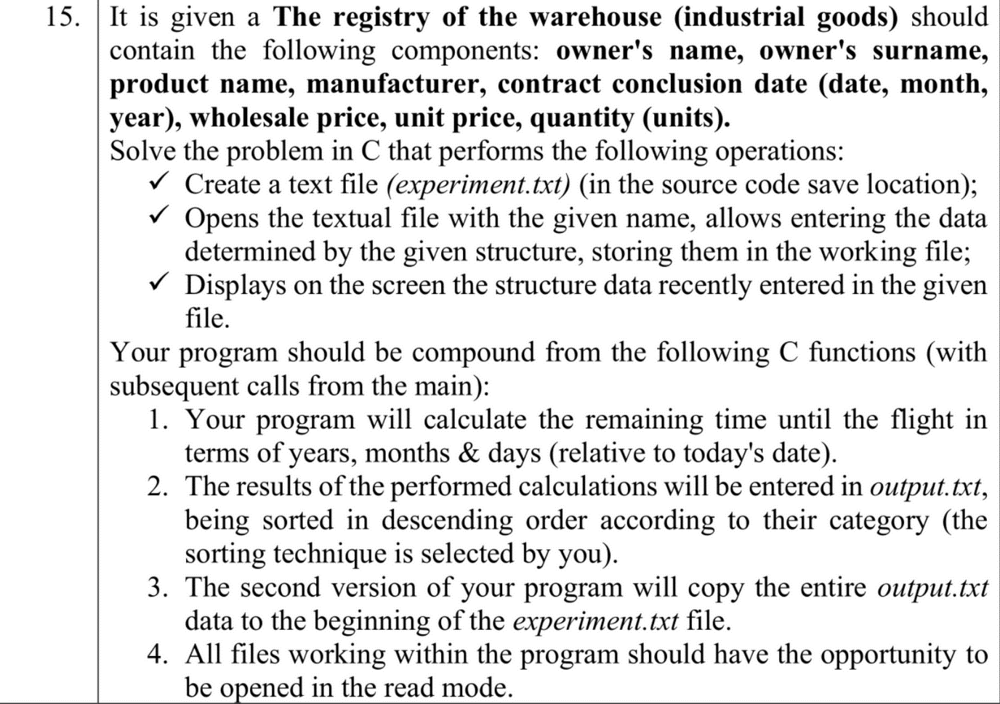 15. It is given a The registry of the warehouse (industrial goods) should
contain the following components: owner's name, owner's surname,
product name, manufacturer, contract conclusion date (date, month,
year), wholesale price, unit price, quantity (units).
Solve the problem in C that performs the following operations:
✓ Create a text file (experiment.txt) (in the source code save location);
✓ Opens the textual file with the given name, allows entering the data
determined by the given structure, storing them in the working file;
✓ Displays on the screen the structure data recently entered in the given
file.
Your program should be compound from the following C functions (with
subsequent calls from the main):
1. Your program will calculate the remaining time until the flight in
terms of years, months & days (relative to today's date).
2. The results of the performed calculations will be entered in output.txt,
being sorted in descending order according to their category (the
sorting technique is selected by you).
3. The second version of your program will copy the entire output.txt
data to the beginning of the experiment.txt file.
4. All files working within the program should have the opportunity to
be opened in the read mode.